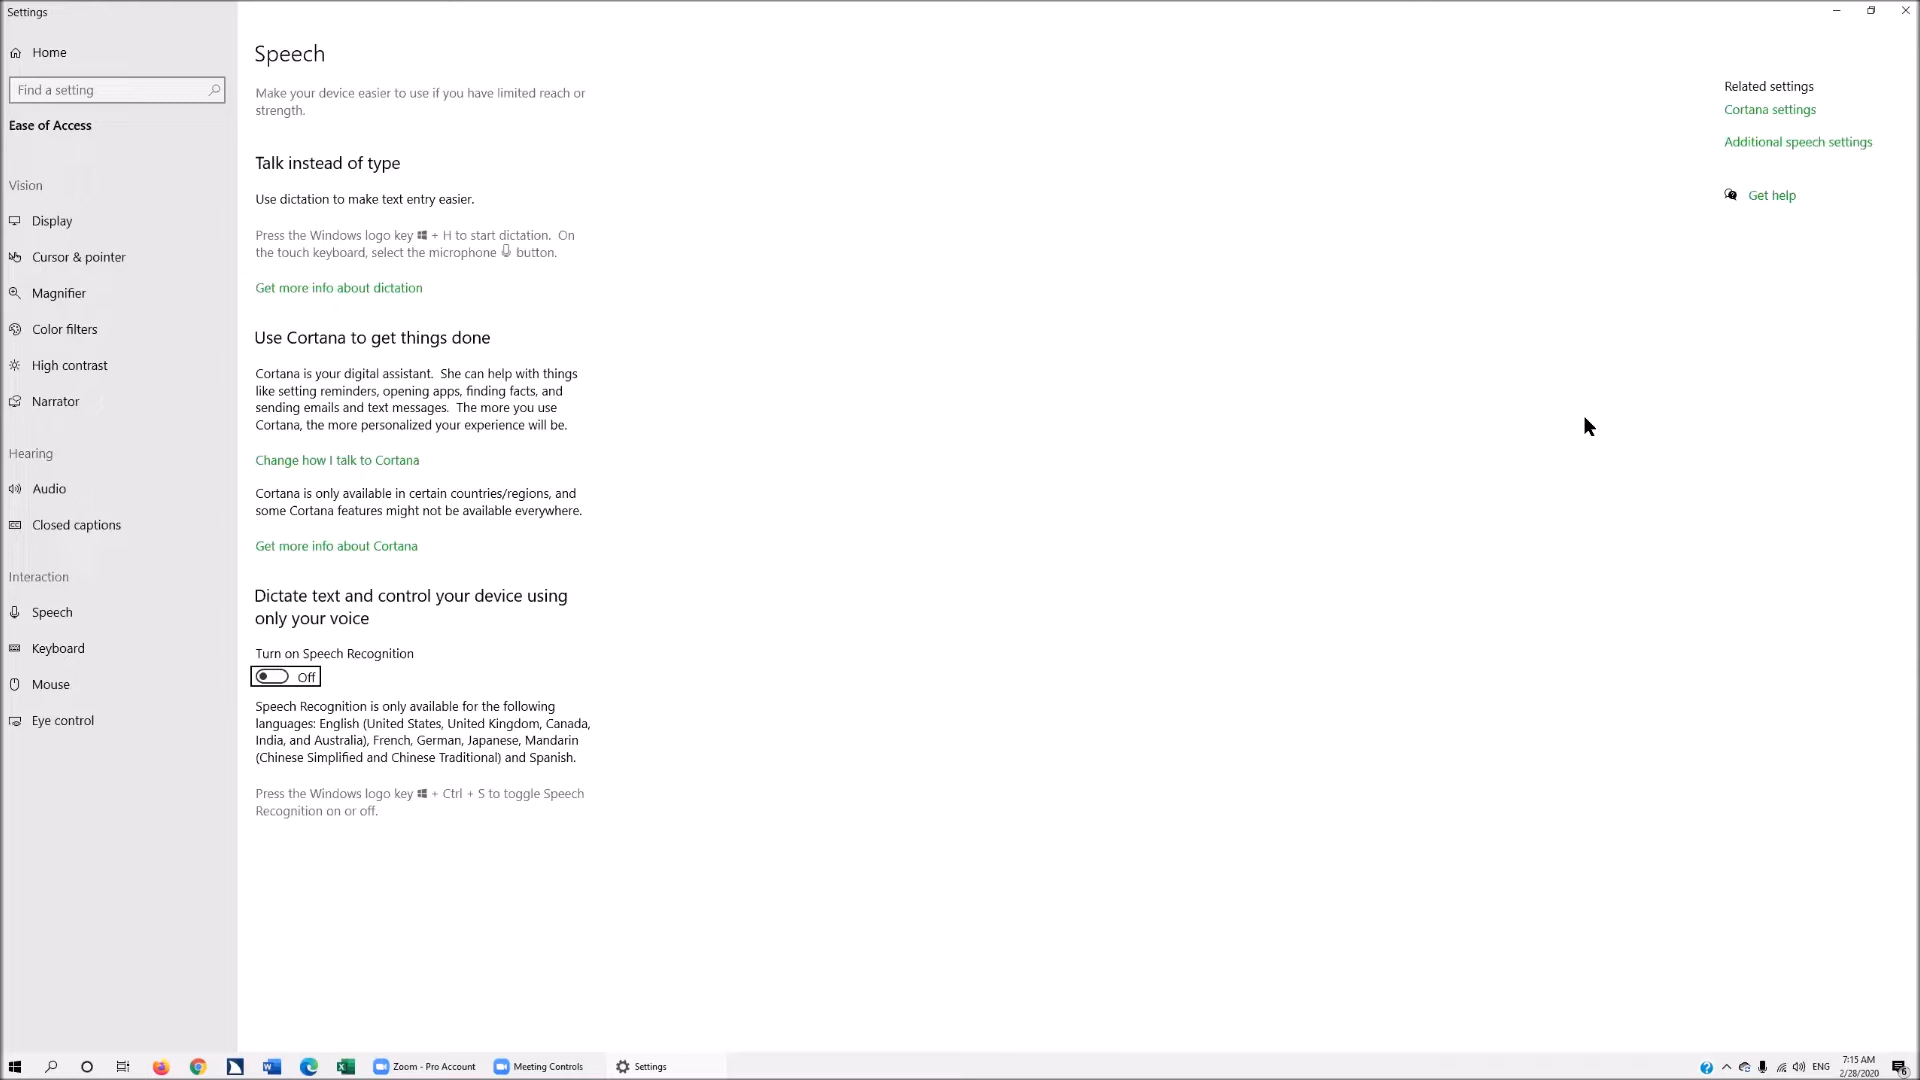 Settings
Home
Find a setting
Ease of Access
Vision
Display
Cursor & pointer
Magnifier
Color filters
High contrast
Narrator
Hearing
Audio
Closed captions
Interaction
Speech
Keyboard
Mouse
Eye control
Speech
Make your device easier to use if you have limited reach or
strength.
Talk instead of type
Use dictation to make text entry easier.
Press the Windows logo key + H to start dictation. On
the touch keyboard, select the microphone button.
Get more info about dictation
Use Cortana to get things done
Cortana is your digital assistant. She can help with things
like setting reminders, opening apps, finding facts, and
sending emails and text messages. The more you use
Cortana, the more personalized your experience will be.
Change how I talk to Cortana
Cortana is only available in certain countries/regions, and
some Cortana features might not be available everywhere.
Get more info about Cortana
Dictate text and control your device using
only your voice
Turn on Speech Recognition
Off
Speech Recognition is only available for the following
languages: English (United States, United Kingdom, Canada,
India, and Australia), French, German, Japanese, Mandarin
(Chinese Simplified and Chinese Traditional) and Spanish.
Press the Windows logo key + Ctrl + S to toggle Speech
Recognition on or off.
Related settings
Cortana settings
Additional speech settings
Get help
Zoom - Pro Account
Meeting Controls
Settings
ENG
7:15 AM
2/28/2020
6